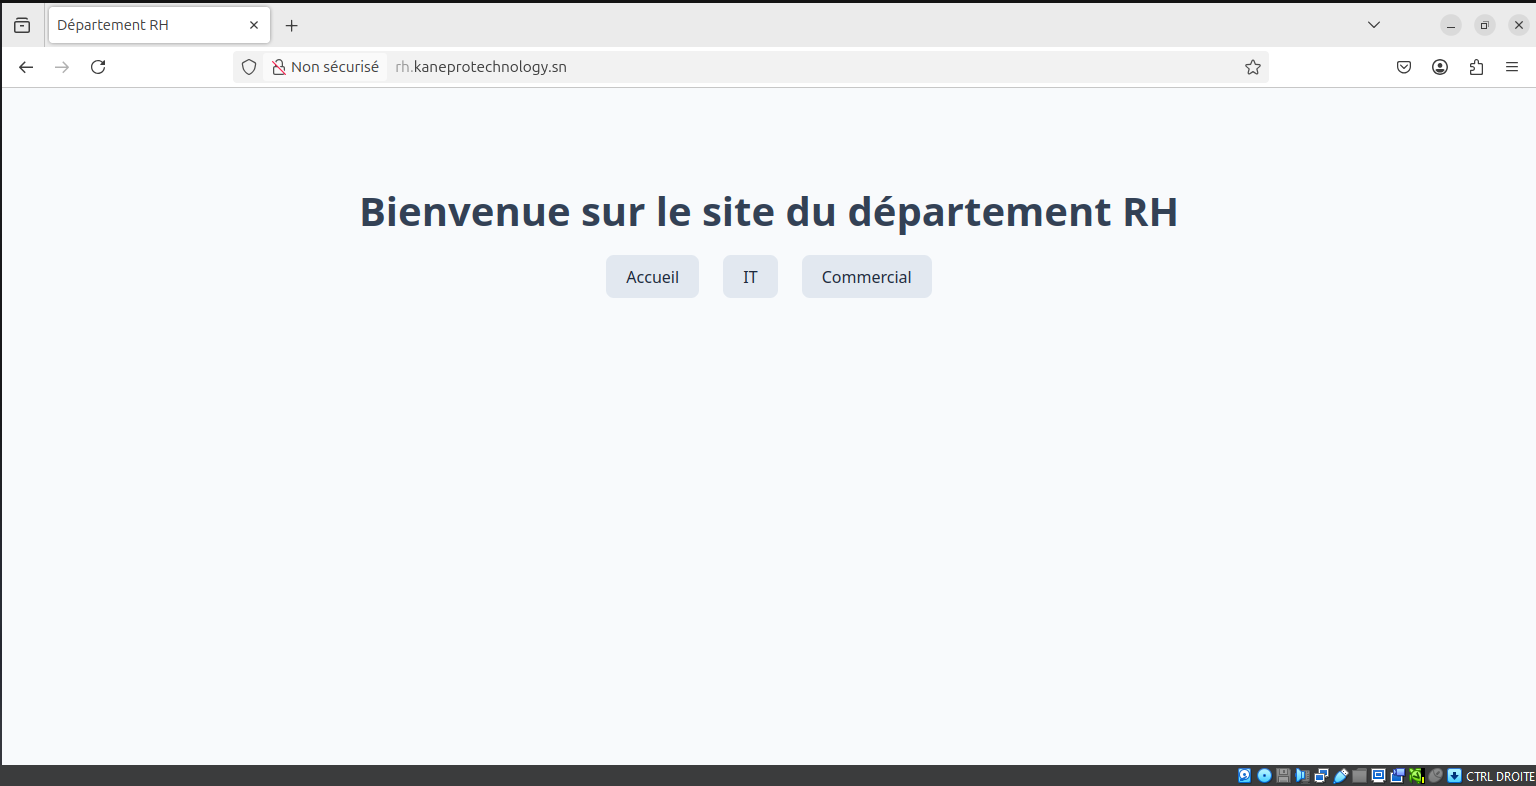 Département RH
Non sécurisé rh.kaneprotechnology.sn
Bienvenue sur le site du département RH
Accueil IT Commercial
CTRL DROITE